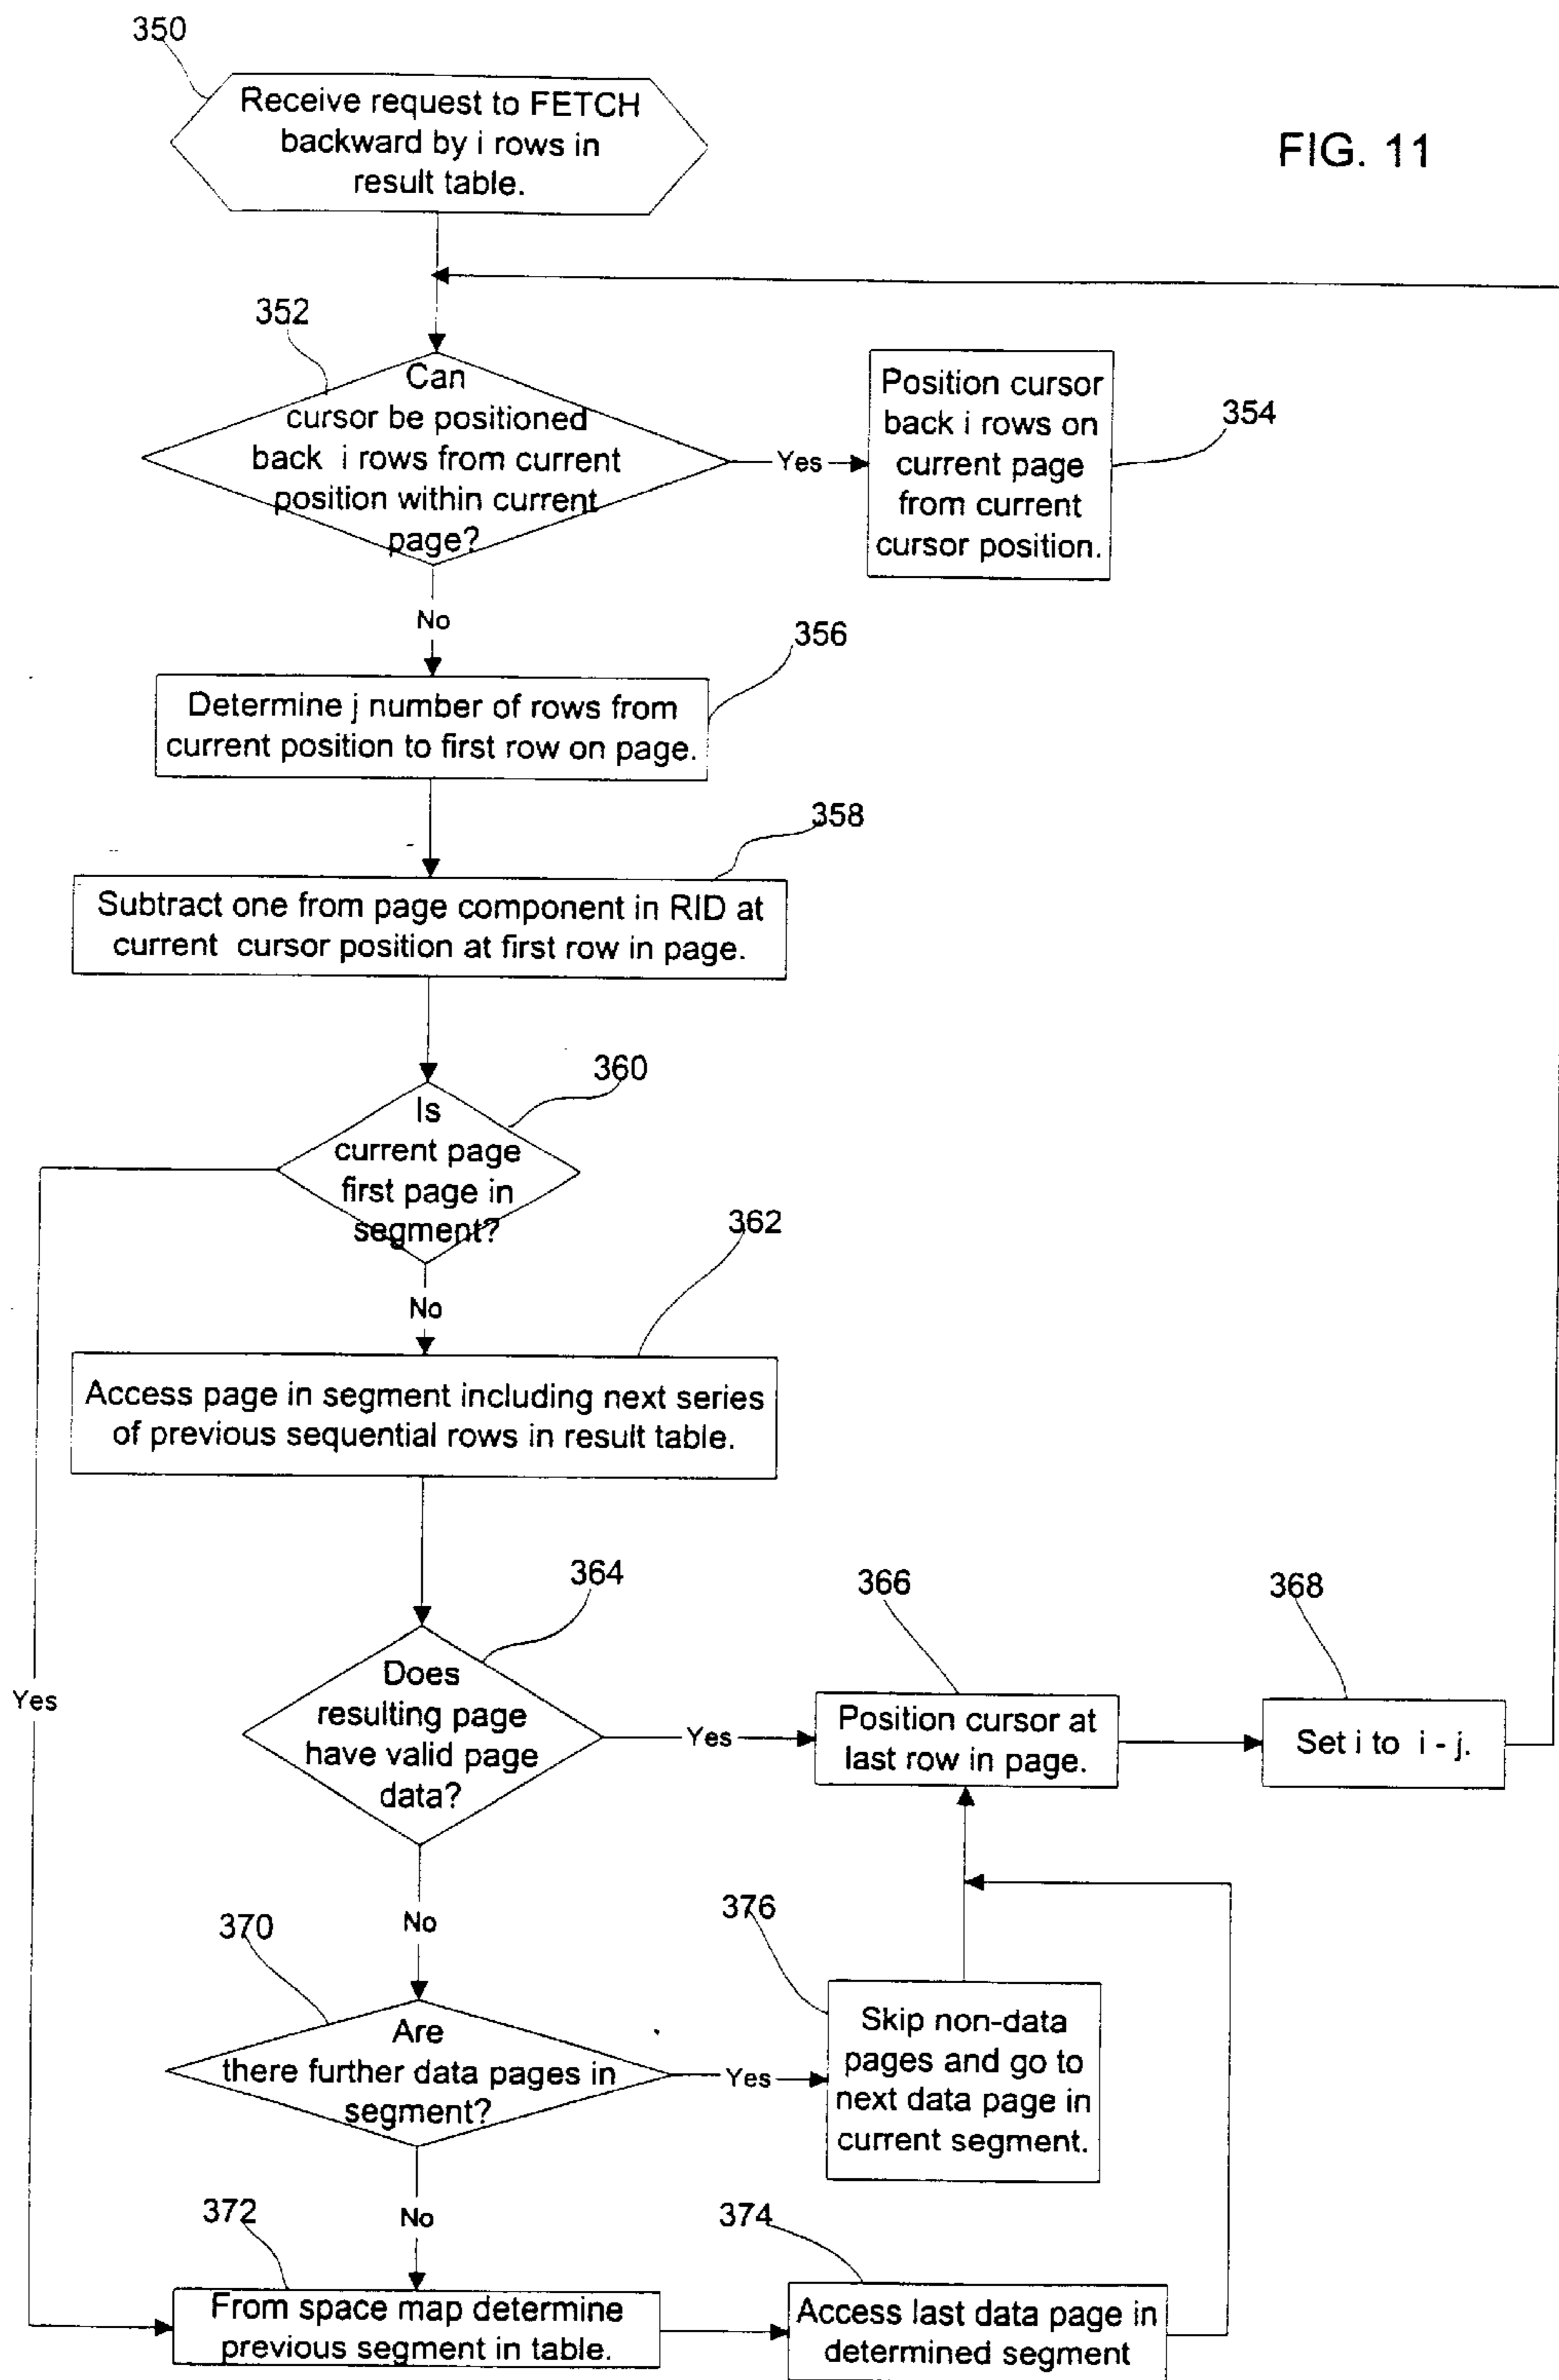 350
Receive request to FETCH
backward by i rows in
result table.
FIG. 11
352
Can
cursor be positioned
back i rows from current
position within current
page?
Yes
Position cursor
back i rows on
current page
from current
cursor position.
354
No
356
Determine j number of rows from
current position to first row on page.
358
Subtract one from page component in RID at
current cursor position at first row in page.
360
Is
current page
first page in
segment?
362
No
Access page in segment including next series
of previous sequential rows in result table.
364
366
368
Does
resulting page
have valid page
data?
Yes
Yes
Position cursor at
last row in page.
Set i to i - j.
No
370
376
Are
there further data pages in
segment?
Yes
Skip non-data
pages and go to
next data page in
current segment.
No
372
374
From space map determine
previous segment in table.
Access last data page in
determined segment